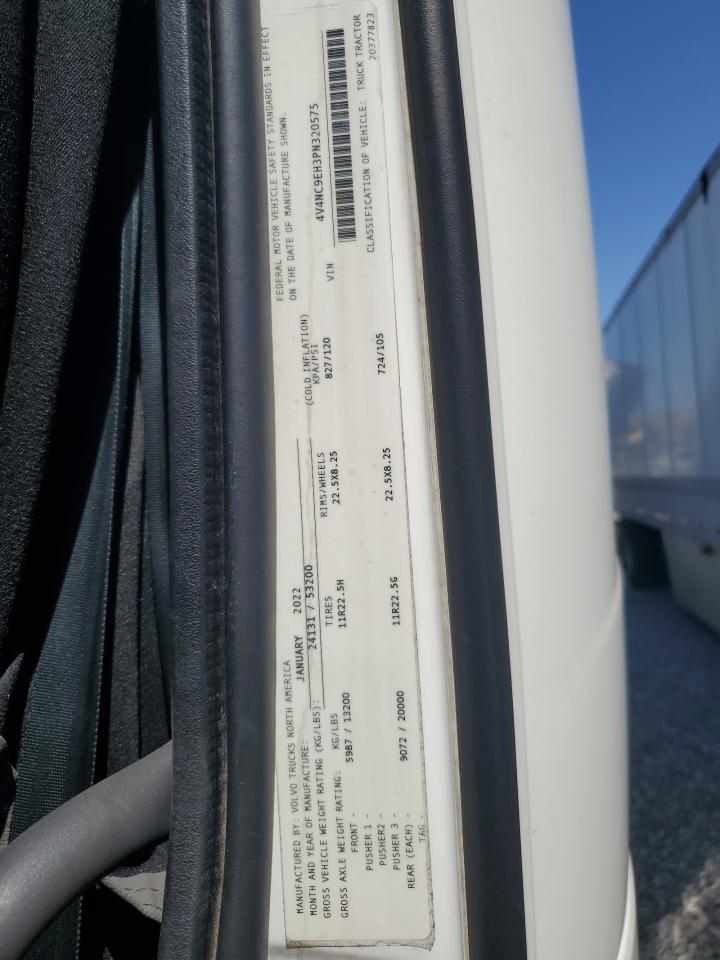 MANUFACTURED BY: VOLVO TRUCKS NORTH AMERICA
MONTH AND YEAR OF MANUFACTURE: JANUARY 2022
GROSS VEHICLE WEIGHT RATING (KG/LBS): 24131 / 53200
FEDERAL MOTOR VEHICLE SAFETY STANDARDS IN EFFECT
ON THE DATE OF MANUFACTURE SHOWN.
GROSS AXLE WEIGHT RATING: KG/LBS TIRES RIMS/WHEELS (COLD INFLATION) KPA/PSI
FRONT - 5987 / 13200 11R22.5H 22.5X8.25 827/120
PUSHER 1 -
PUSHER2 -
PUSHER 3 -
REAR (EACH) - 9072 / 20000 11R22.5G 22.5X8.25 724/105
TAG -
4V4NC9EH3PN320575
VIN
CLASSIFICATION OF VEHICLE: TRUCK TRACTOR
20377823